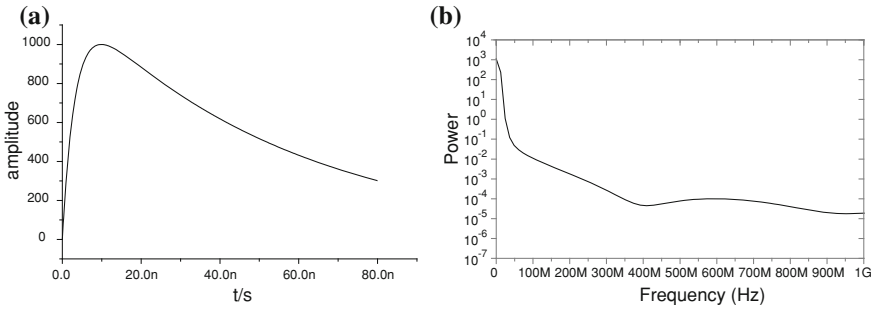 (a)
1000
800
600
400
200
0
amplitude
0.0 20.0n 40.0n 60.0n 80.0n
t/s
(b)
10^4
10^3
10^2
10^1
10^0
10^-1
10^-2
10^-3
10^-4
10^-5
10^-6
10^-7
Power
0 100M 200M 300M 400M 500M 600M 700M 800M 900M 1G
Frequency (Hz)